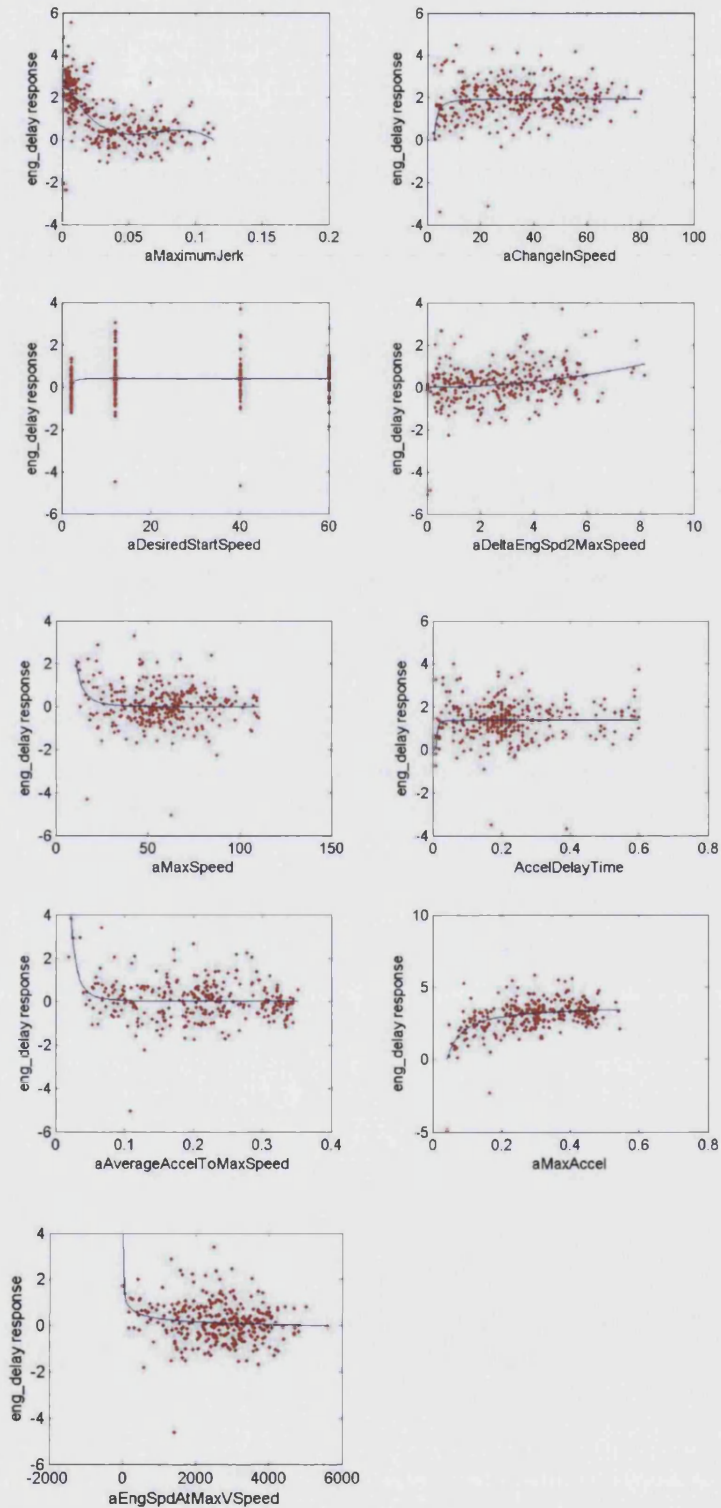 eng_delay response
4
2
0
-2
-4
0 0.05 0.1 0.15 0.2
aMaximumJerk
eng_delay response
6
4
2
0
-2
-4
0 20 40 60 80 100
aChangeInSpeed
eng_delay response
4
2
0
-2
-4
-6
0 20 40 60
aDesiredStartSpeed
eng_delay response
4
2
0
-2
-4
-6
0 2 4 6 8 10
aDeltaEngSpd2MaxSpeed
eng_delay response
4
2
0
-2
-4
-6
0 50 100 150
aMaxSpeed
eng_delay response
6
4
2
0
-2
-4
0 0.2 0.4 0.6 0.8
AccelDelayTime
eng_delay response
4
2
0
-2
-4
-6
0 0.1 0.2 0.3 0.4
aAverageAccelToMaxSpeed
eng_delay response
10
5
0
-5
0 0.2 0.4 0.6 0.8
aMaxAccel
eng_delay response
4
2
0
-2
-4
-6
-2000 0 2000 4000 6000
aEngSpdAtMaxVSpeed